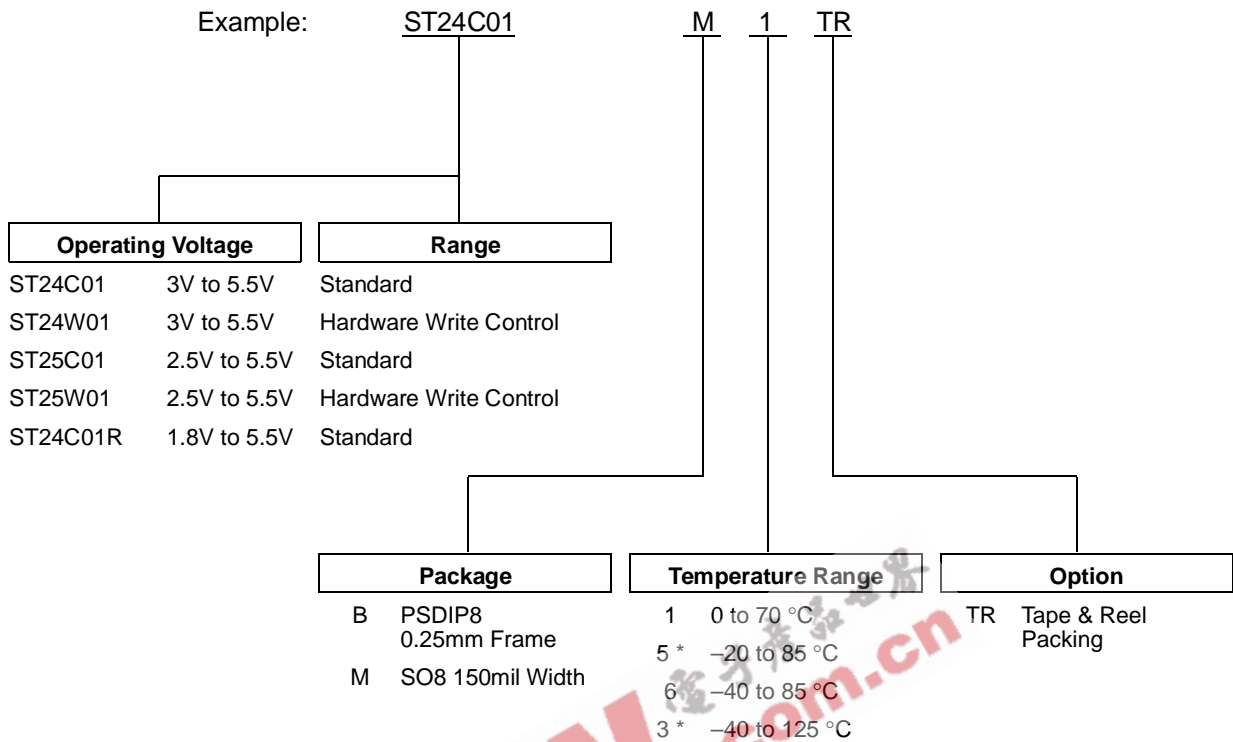 Example: ST24C01 M 1 TR
Operating Voltage Range
ST24C01 3V to 5.5V Standard
ST24W01 3V to 5.5V Hardware Write Control
ST25C01 2.5V to 5.5V Standard
ST25W01 2.5V to 5.5V Hardware Write Control
ST24C01R 1.8V to 5.5V Standard
Package Temperature Range Option
B PSDIP8 1 0 to 70 °C TR Tape & Reel
0.25mm Frame Packing
5 * –20 to 85 °C
M SO8 150mil Width 6 –40 to 85 °C
3 * –40 to 125 °C
com.cn